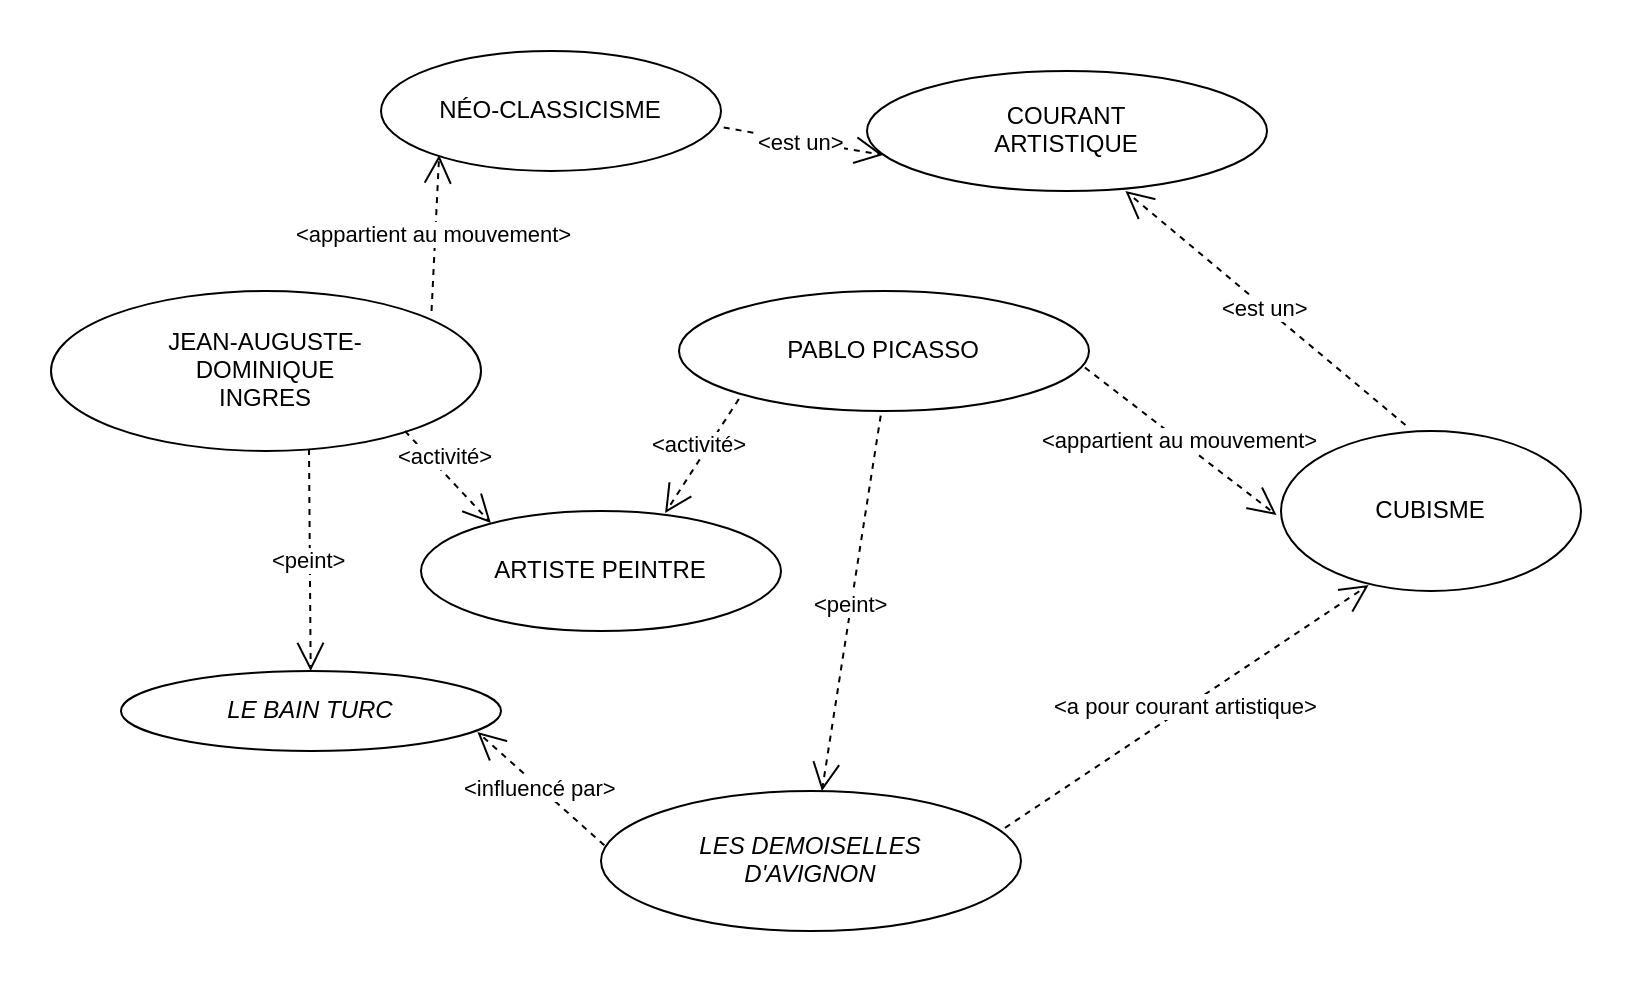 NÉO-CLASSICISME
COURANT
ARTISTIQUE
<est un>
<appartient au mouvement>
<est un>
JEAN-AUGUSTE-
DOMINIQUE
INGRES
PABLO PICASSO
<activité>
<activité>
<appartient au mouvement>
CUBISME
<peint>
ARTISTE PEINTRE
<peint>
LE BAIN TURC
<a pour courant artistique>
<influencé par>
LES DEMOISELLES
D'AVIGNON